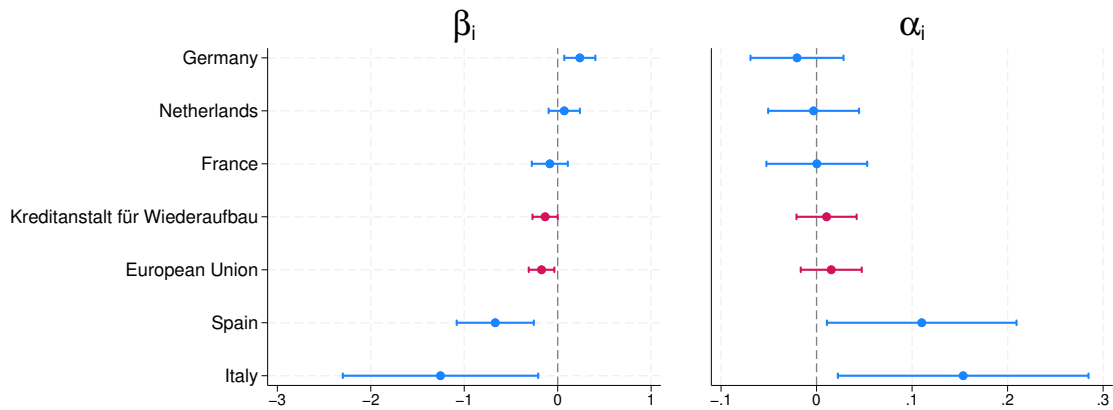 βi αi
Germany
Netherlands
France
Kreditanstalt für Wiederaufbau
European Union
Spain
Italy
−3 −2 −1 0 1 −.1 0 .1 .2 .3